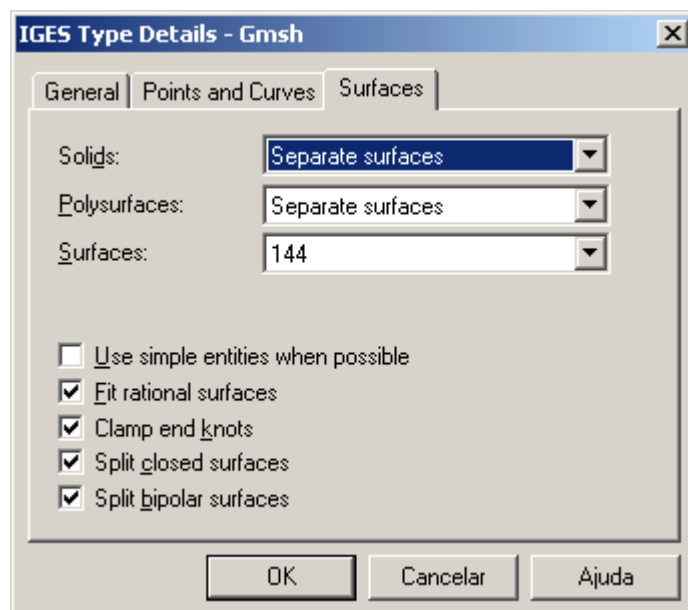 IGES Type Details - Gmsh
General Points and Curves Surfaces
Solids: Separate surfaces
Polysurfaces: Separate surfaces
Surfaces: 144
Use simple entities when possible
Fit rational surfaces
Clamp end knots
Split closed surfaces
Split bipolar surfaces
OK Cancelar Ajuda